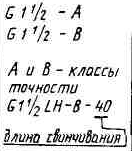 G 1 1/2 - A
G 1 1/2 - B
А и В - классы
точности
G1 1/2 LH-B-40
длина свинчивания